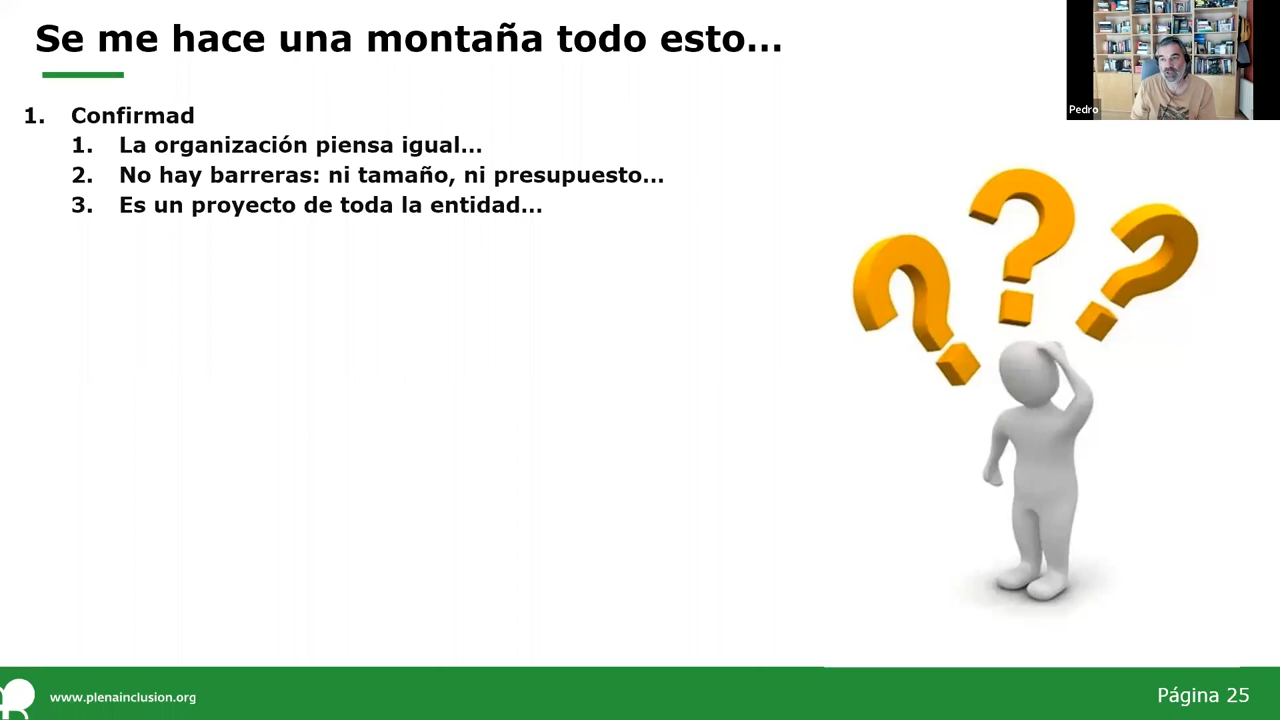 Se me hace una montaña todo esto...
Pedro
1. Confirmad
1. La organización piensa igual...
2. No hay barreras: ni tamaño, ni presupuesto...
3. Es un proyecto de toda la entidad...
www.plenainclusion.org
Página 25